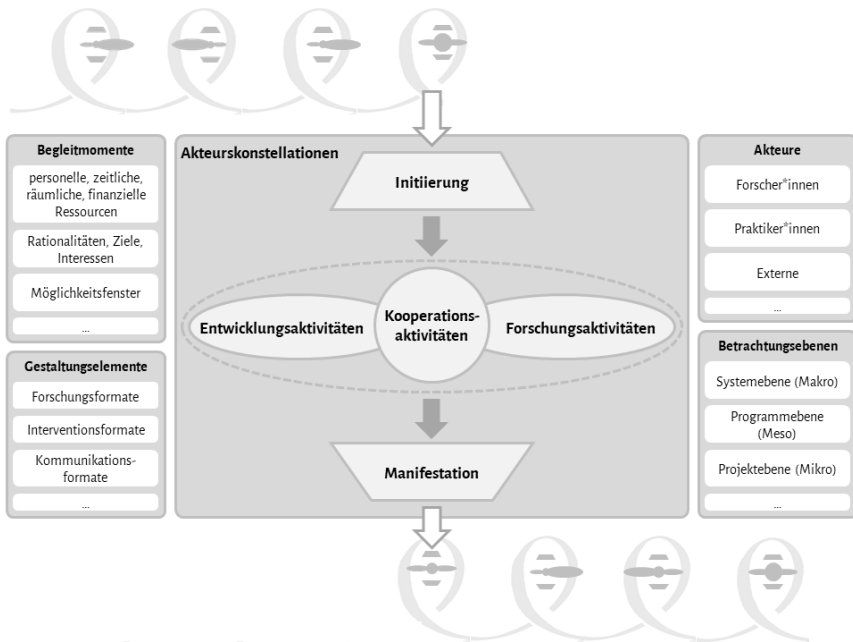 Begleitmomente
personelle, zeitliche,
räumliche, finanzielle
Ressourcen
Rationalitäten, Ziele,
Interessen
Möglichkeitsfenster
...
Gestaltungselemente
Forschungsformate
Interventionsformate
Kommunikations-
formate
...
Akteurskonstellationen
Initiierung
Entwicklungsaktivitäten
Kooperations-
aktivitäten
Forschungsaktivitäten
Manifestation
Akteure
Forscher*innen
Praktiker*innen
Externe
...
Betrachtungsebenen
Systemebene (Makro)
Programmebene
(Meso)
Projektebene (Mikro)
...